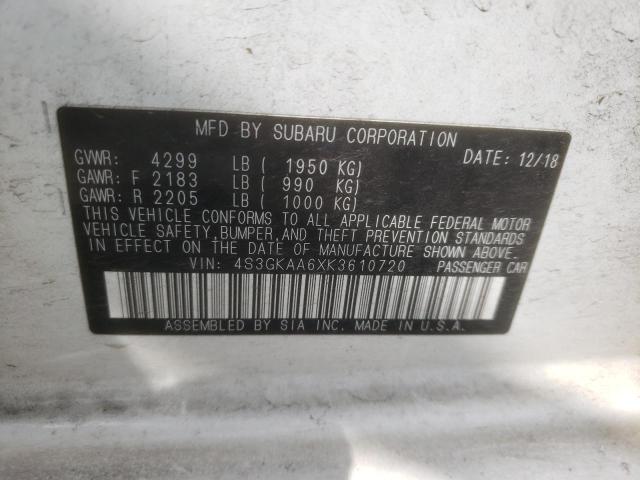 MFD BY SUBARU CORPORATION
GVWR: 4299 LB ( 1950 KG) DATE: 12/18
GAWR: F 2183 LB ( 990 KG)
GAWR: R 2205 LB ( 1000 KG)
THIS VEHICLE CONFORMS TO ALL APPLICABLE FEDERAL MOTOR
VEHICLE SAFETY, BUMPER, AND THEFT PREVENTION STANDARDS
IN EFFECT ON THE DATE OF MANUFACTURE SHOWN ABOVE.
VIN: 4S3GKAA6XK3610720 PASSENGER CAR
ASSEMBLED BY SIA INC. MADE IN U.S.A.